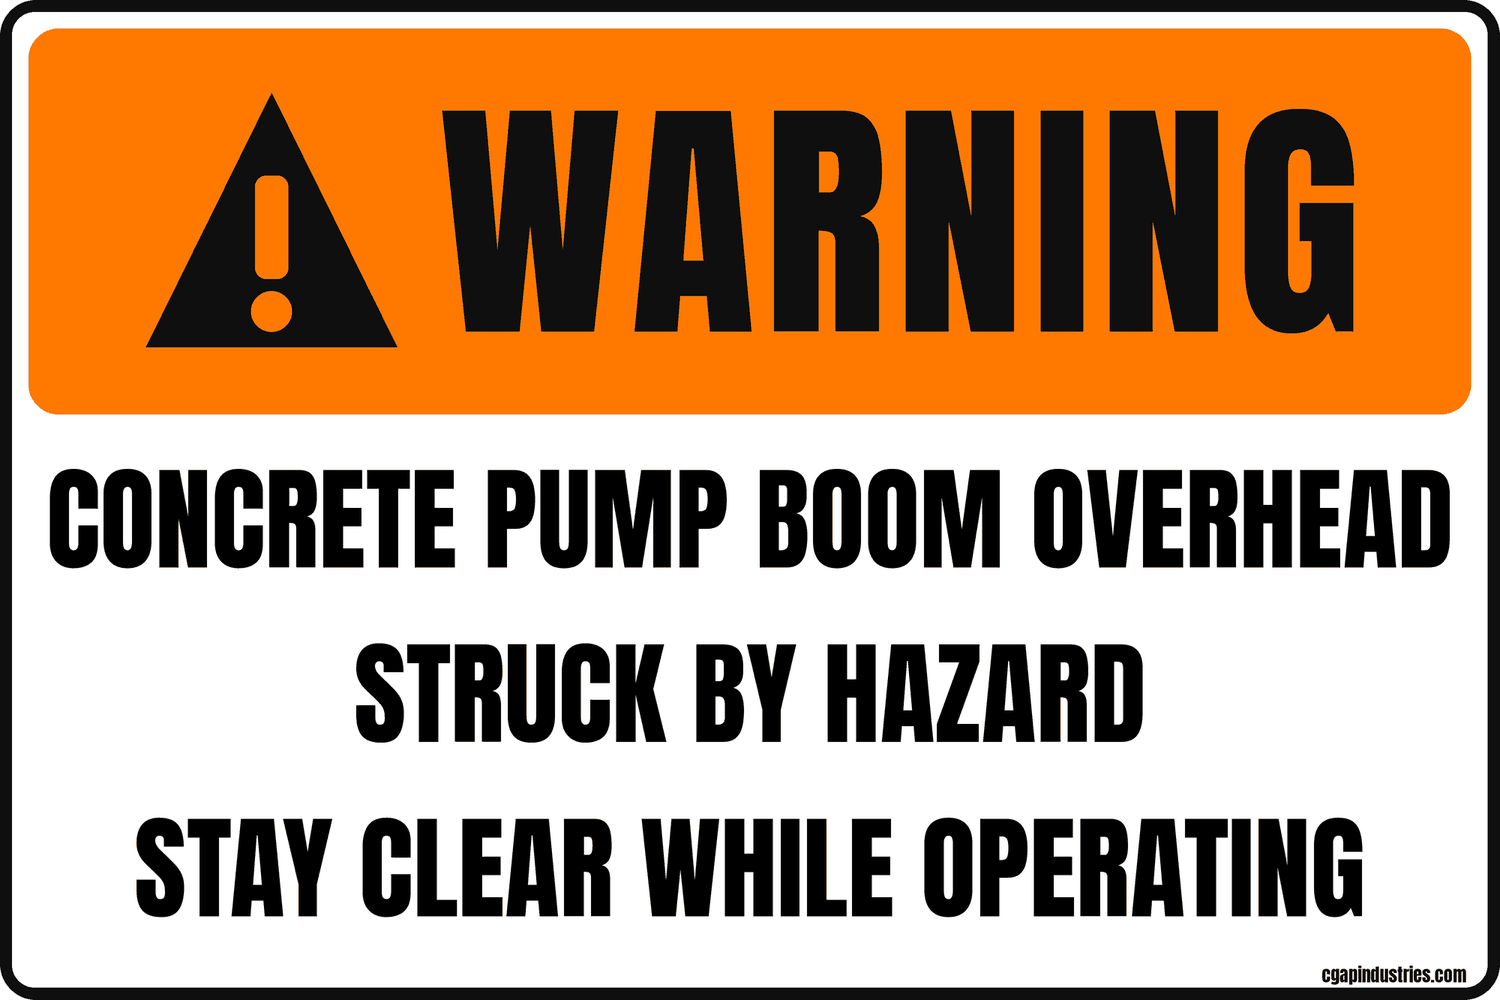 WARNING
CONCRETE PUMP BOOM OVERHEAD
STRUCK BY HAZARD
STAY CLEAR WHILE OPERATING
cgapindustries.com